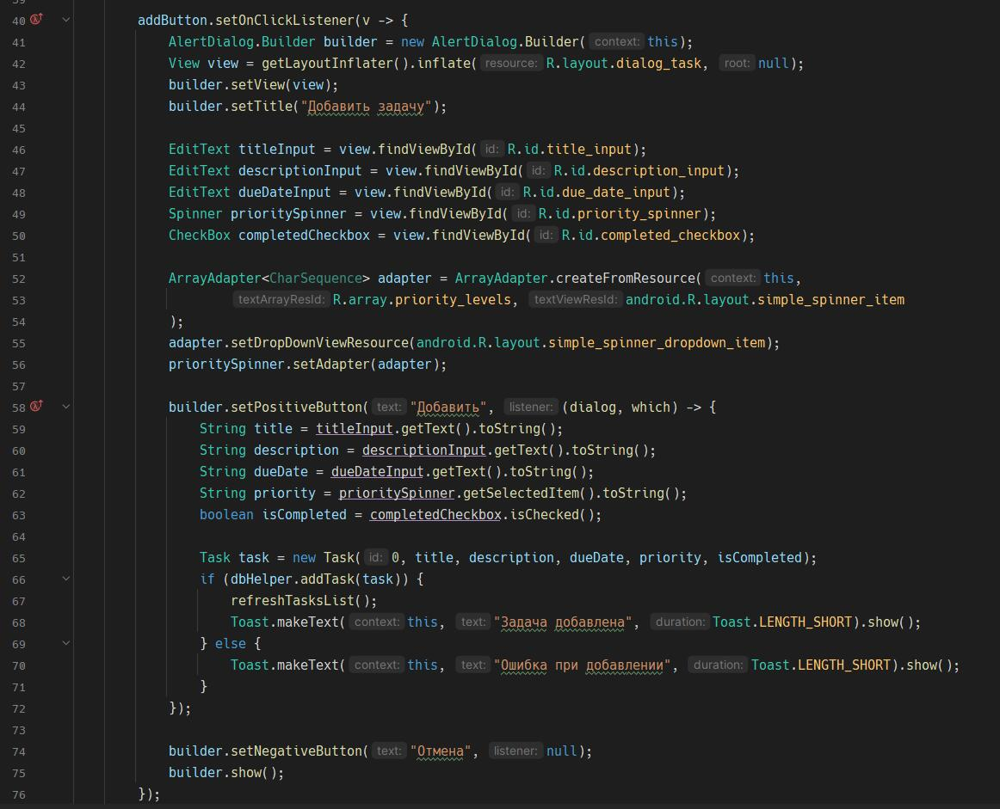 40 addButton.setOnClickListener(v -> {
41 AlertDialog.Builder builder = new AlertDialog.Builder( context: this);
42 View view = getLayoutInflater().inflate( resource: R.layout.dialog_task, root: null);
43 builder.setView(view);
44 builder.setTitle("Добавить задачу");
45
46 EditText titleInput = view.findViewById( id: R.id.title_input);
47 EditText descriptionInput = view.findViewById( id: R.id.description_input);
48 EditText dueDateInput = view.findViewById( id: R.id.due_date_input);
49 Spinner prioritySpinner = view.findViewById( id: R.id.priority_spinner);
50 CheckBox completedCheckbox = view.findViewById( id: R.id.completed_checkbox);
51
52 ArrayAdapter<CharSequence> adapter = ArrayAdapter.createFromResource( context: this,
53 textArrayResId: R.array.priority_levels, textViewResId: android.R.layout.simple_spinner_item
54 );
55 adapter.setDropDownViewResource(android.R.layout.simple_spinner_dropdown_item);
56 prioritySpinner.setAdapter(adapter);
57
58 builder.setPositiveButton( text: "Добавить", listener: (dialog, which) -> {
59 String title = titleInput.getText().toString();
60 String description = descriptionInput.getText().toString();
61 String dueDate = dueDateInput.getText().toString();
62 String priority = prioritySpinner.getSelectedItem().toString();
63 boolean isCompleted = completedCheckbox.isChecked();
64
65 Task task = new Task( id: 0, title, description, dueDate, priority, isCompleted);
66 if (dbHelper.addTask(task)) {
67 refreshTasksList();
68 Toast.makeText( context: this, text: "Задача добавлена", duration: Toast.LENGTH_SHORT).show();
69 } else {
70 Toast.makeText( context: this, text: "Ошибка при добавлении", duration: Toast.LENGTH_SHORT).show();
71 }
72 });
73
74 builder.setNegativeButton( text: "Отмена", listener: null);
75 builder.show();
76 });